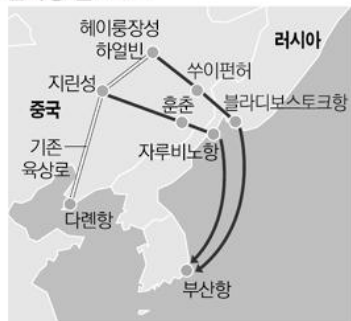 헤이룽장성
하얼빈
러시아
쑤이펀허
지린성
블라디보스토크항
중국
훈춘
자루비노항
기존
육상로
다롄항
부산항